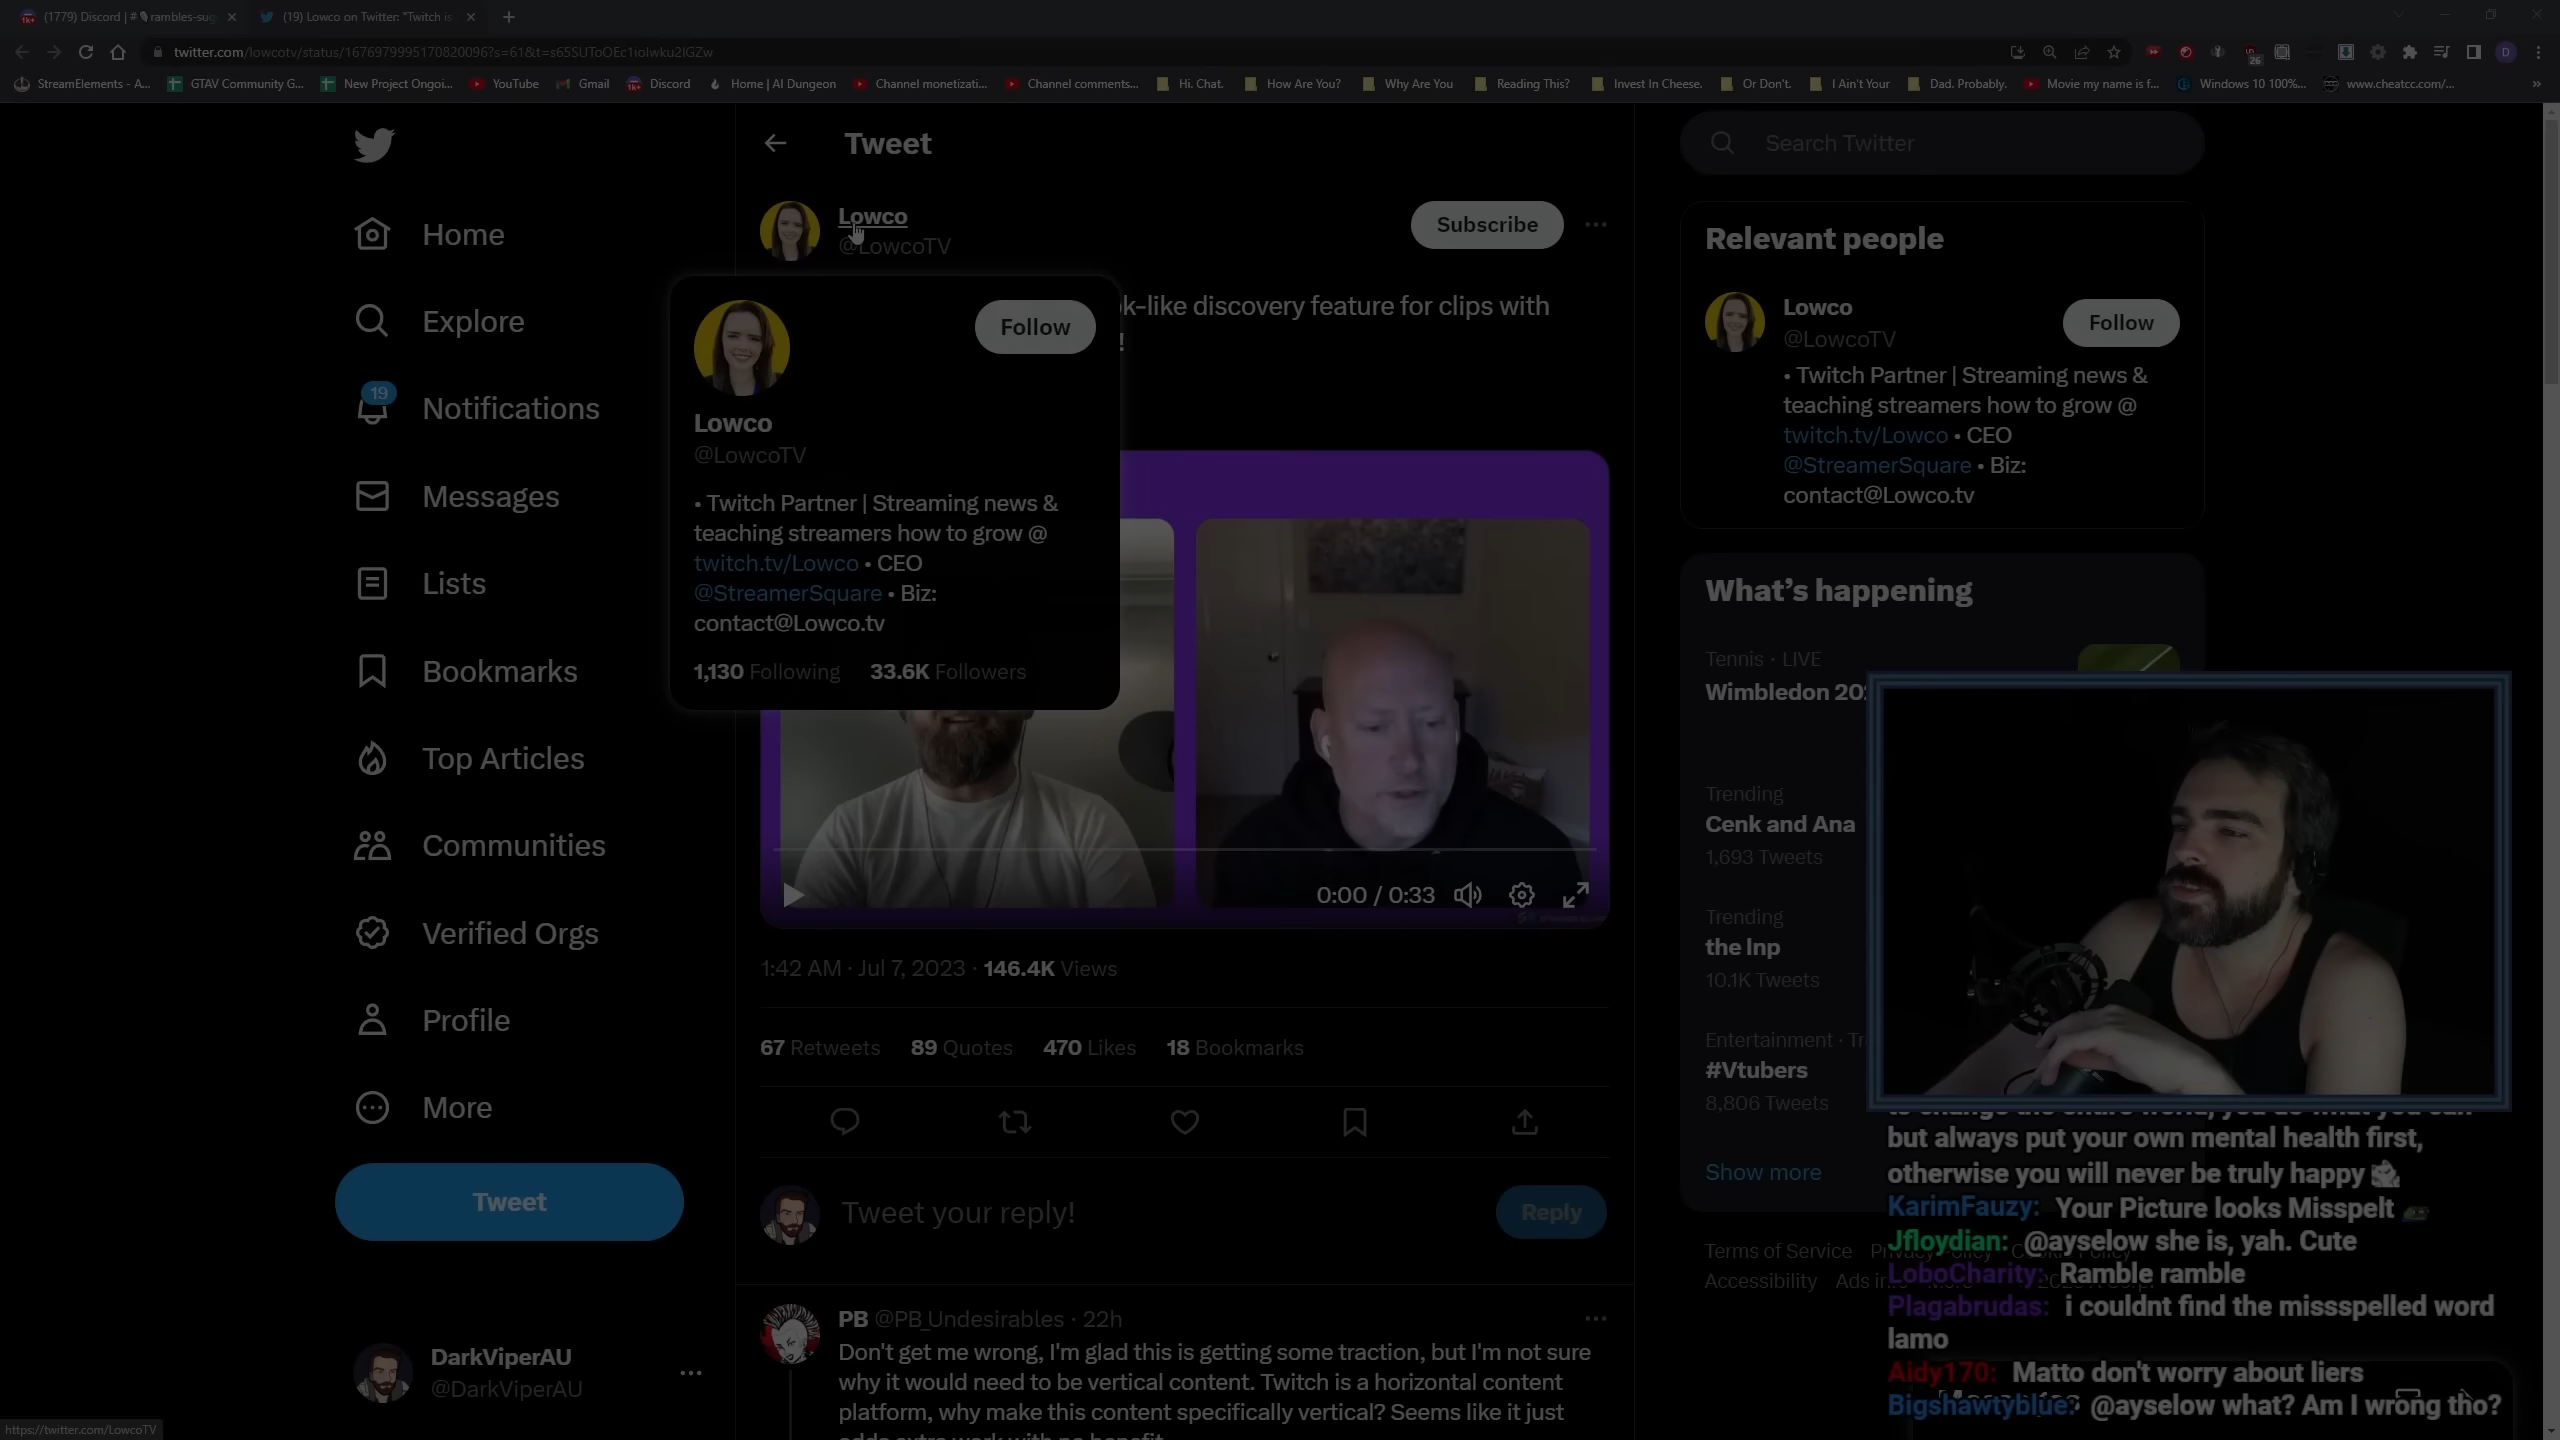 (1779) Discord | # rambles-sug
(19) Lowco on Twitter: "Twitch is
twitter.com/lowcotv/status/1676979995170820096?s=61&t=s65SUToOEc1iolwku2lGZw
StreamElements - A...
GTAV Community G...
New Project Ongoi...
YouTube
Gmail
Discord
Home | AI Dungeon
Channel monetizati...
Channel comments...
Hi. Chat.
How Are You?
Why Are You
Reading This?
Invest In Cheese.
Or Don't.
I Ain't Your
Dad. Probably.
Movie my name is f...
Windows 10 100%...
www.cheatcc.com/...
26
Home
Explore
19
Notifications
Messages
Lists
Bookmarks
Top Articles
Communities
Verified Orgs
Profile
More
Tweet
DarkViperAU
@DarkViperAU
https://twitter.com/LowcoTV
Tweet
Lowco
@LowcoTV
Subscribe
k-like discovery feature for clips with
!
Follow
Lowco
@LowcoTV
• Twitch Partner | Streaming news &
teaching streamers how to grow @
twitch.tv/Lowco • CEO
@StreamerSquare • Biz:
contact@Lowco.tv
1,130 Following 33.6K Followers
0:00 / 0:33
1:42 AM · Jul 7, 2023 · 146.4K Views
67 Retweets 89 Quotes 470 Likes 18 Bookmarks
Tweet your reply!
Reply
PB @PB_Undesirables · 22h
Don't get me wrong, I'm glad this is getting some traction, but I'm not sure
why it would need to be vertical content. Twitch is a horizontal content
platform, why make this content specifically vertical? Seems like it just
adds extra work with no benefit
Search Twitter
Relevant people
Lowco
@LowcoTV
Follow
• Twitch Partner | Streaming news &
teaching streamers how to grow @
twitch.tv/Lowco • CEO
@StreamerSquare • Biz:
contact@Lowco.tv
What's happening
Tennis · LIVE
Wimbledon 20
Trending
Cenk and Ana
1,693 Tweets
Trending
the lnp
10.1K Tweets
Entertainment · Tr
#Vtubers
8,806 Tweets
Show more
Terms of Service
Accessibility Ads
to change the entire world, you do what you can
but always put your own mental health first,
otherwise you will never be truly happy
KarimFauzy: Your Picture looks Misspelt
Jfloydian: @ayselow she is, yah. Cute
LoboCharity: Ramble ramble
Plagabrudas: i couldnt find the missspelled word
lamo
Aidy170: Matto don't worry about liers
Bigshawtyblue: @ayselow what? Am I wrong tho?